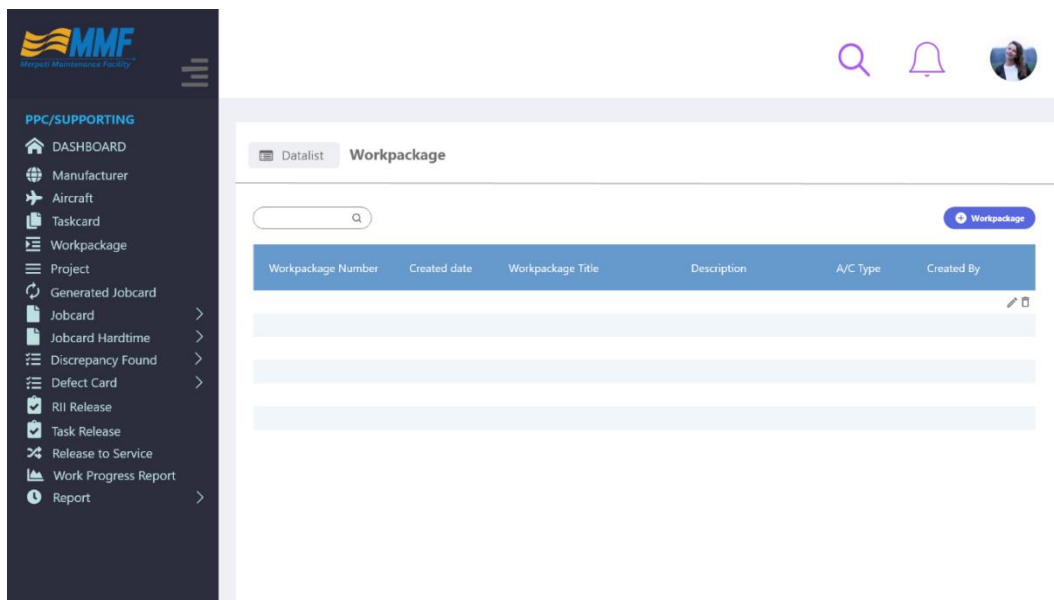 MMF
Merpati Maintenance Facility
PPC/SUPPORTING
DASHBOARD
Manufacturer
Aircraft
Taskcard
Workpackage
Project
Generated Jobcard
Jobcard
Jobcard Hardtime
Discrepancy Found
Defect Card
RII Release
Task Release
Release to Service
Work Progress Report
Report
Datalist Workpackage
Workpackage
Workpackage Number Created date Workpackage Title Description A/C Type Created By